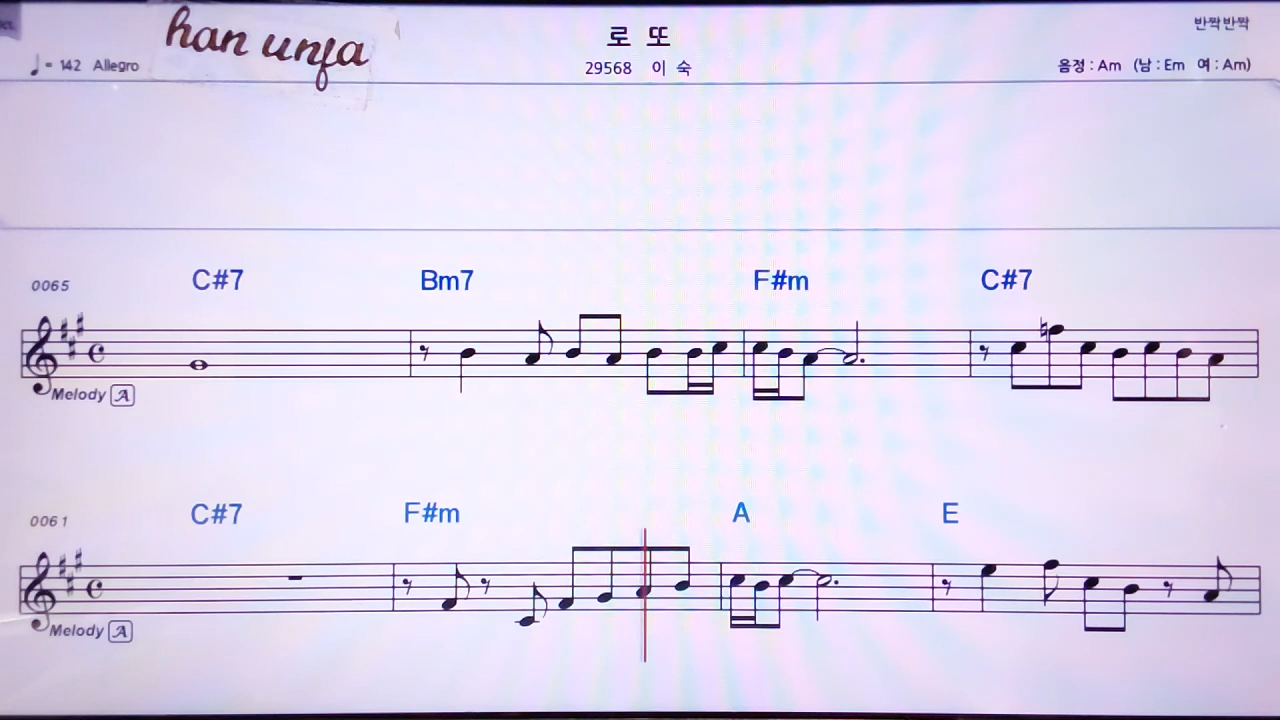 han unja
로 또
반짝반짝
♩= 142 Allegro
29568 이 숙
음정 : Am (남 : Em 여 : Am)
0065 C#7 Bm7 F#m C#7
Melody A
0061 C#7 F#m A E
Melody A